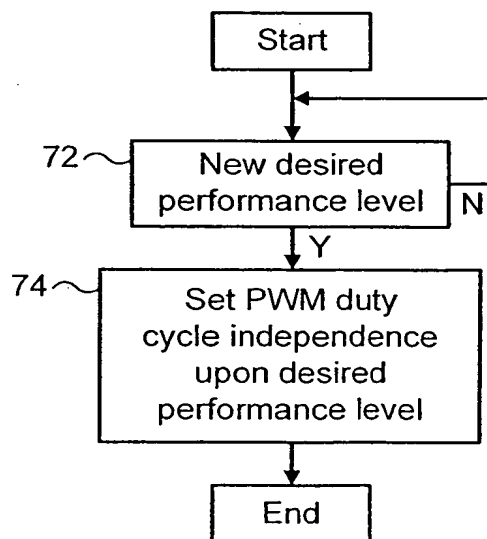 Start
72
New desired
performance level
N
Y
74
Set PWM duty
cycle independence
upon desired
performance level
End